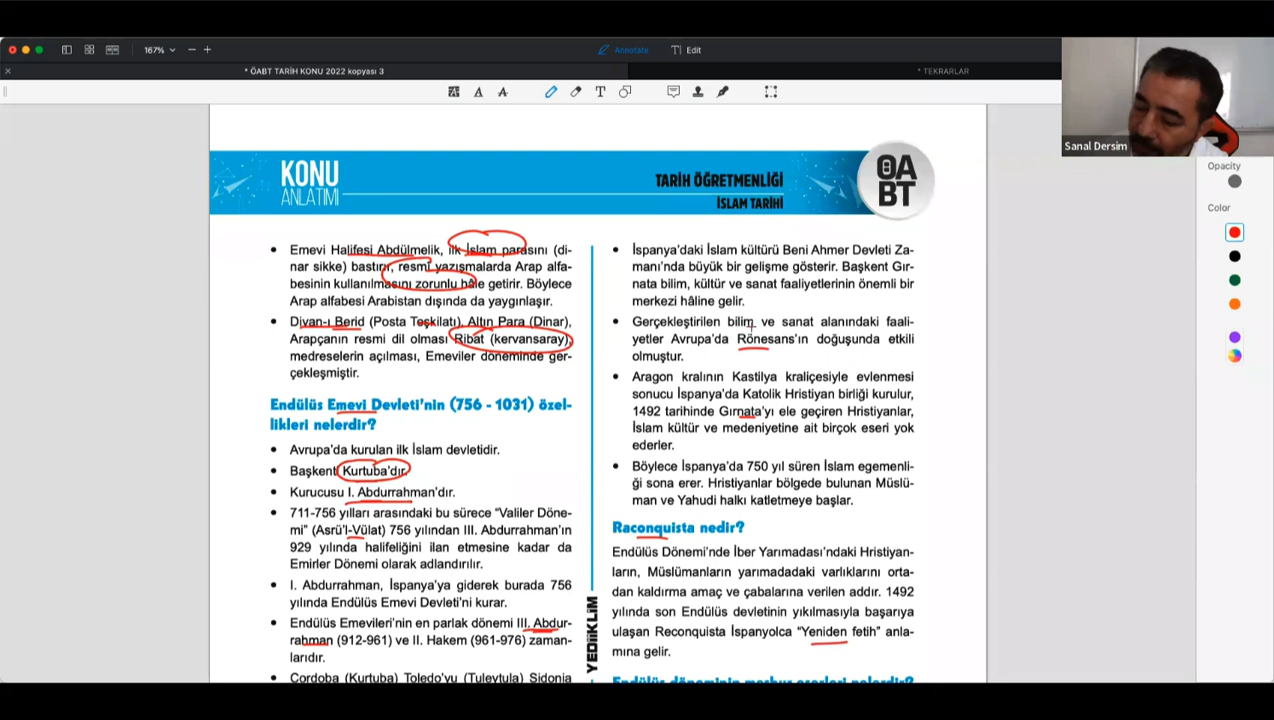 167%
Annotate
Edit
* ÖABT TARİH KONU 2022 kopyası 3
* TEKRARLAR
Sanal Dersim
Opacity
Color
KONU
ANLATIMI
TARİH ÖĞRETMENLİĞİ
İSLAM TARİHİ
ÖA
BT
• Emevi Halifesi Abdülmelik, ilk İslam parasını (di-
nar sikke) bastırır, resmî yazışmalarda Arap alfa-
besinin kullanılmasını zorunlu hâle getirir. Böylece
Arap alfabesi Arabistan dışında da yaygınlaşır.
• Divan-ı Berid (Posta Teşkilatı), Altın Para (Dinar),
Arapçanın resmi dil olması Ribat (kervansaray),
medreselerin açılması, Emeviler döneminde ger-
çekleşmiştir.
Endülüs Emevi Devleti'nin (756 - 1031) özel-
likleri nelerdir?
• Avrupa'da kurulan ilk İslam devletidir.
• Başkent Kurtuba'dır.
• Kurucusu I. Abdurrahman'dır.
• 711-756 yılları arasındaki bu sürece "Valiler Döne-
mi" (Asrü'l-Vülat) 756 yılından III. Abdurrahman'ın
929 yılında halifeliğini ilan etmesine kadar da
Emirler Dönemi olarak adlandırılır.
• I. Abdurrahman, İspanya'ya giderek burada 756
yılında Endülüs Emevi Devleti'ni kurar.
• Endülüs Emevileri'nin en parlak dönemi III. Abdur-
rahman (912-961) ve II. Hakem (961-976) zaman-
larıdır.
• Cordoba (Kurtuba) Toledo'yu (Tuleytula) Sidonia
YEDİİKLİM
• İspanya'daki İslam kültürü Beni Ahmer Devleti Za-
manı'nda büyük bir gelişme gösterir. Başkent Gır-
nata bilim, kültür ve sanat faaliyetlerinin önemli bir
merkezi hâline gelir.
• Gerçekleştirilen bilim ve sanat alanındaki faali-
yetler Avrupa'da Rönesans'ın doğuşunda etkili
olmuştur.
• Aragon kralının Kastilya kraliçesiyle evlenmesi
sonucu İspanya'da Katolik Hristiyan birliği kurulur,
1492 tarihinde Gırnata'yı ele geçiren Hristiyanlar,
İslam kültür ve medeniyetine ait birçok eseri yok
ederler.
• Böylece İspanya'da 750 yıl süren İslam egemenli-
ği sona erer. Hristiyanlar bölgede bulunan Müslü-
man ve Yahudi halkı katletmeye başlar.
Raconquista nedir?
Endülüs Dönemi'nde İber Yarımadası'ndaki Hristiyan-
ların, Müslümanların yarımadadaki varlıklarını orta-
dan kaldırma amaç ve çabalarına verilen addır. 1492
yılında son Endülüs devletinin yıkılmasıyla başarıya
ulaşan Reconquista İspanyolca "Yeniden fetih" anla-
mına gelir.
Endülüs döneminin meşhur eserleri nelerdir?